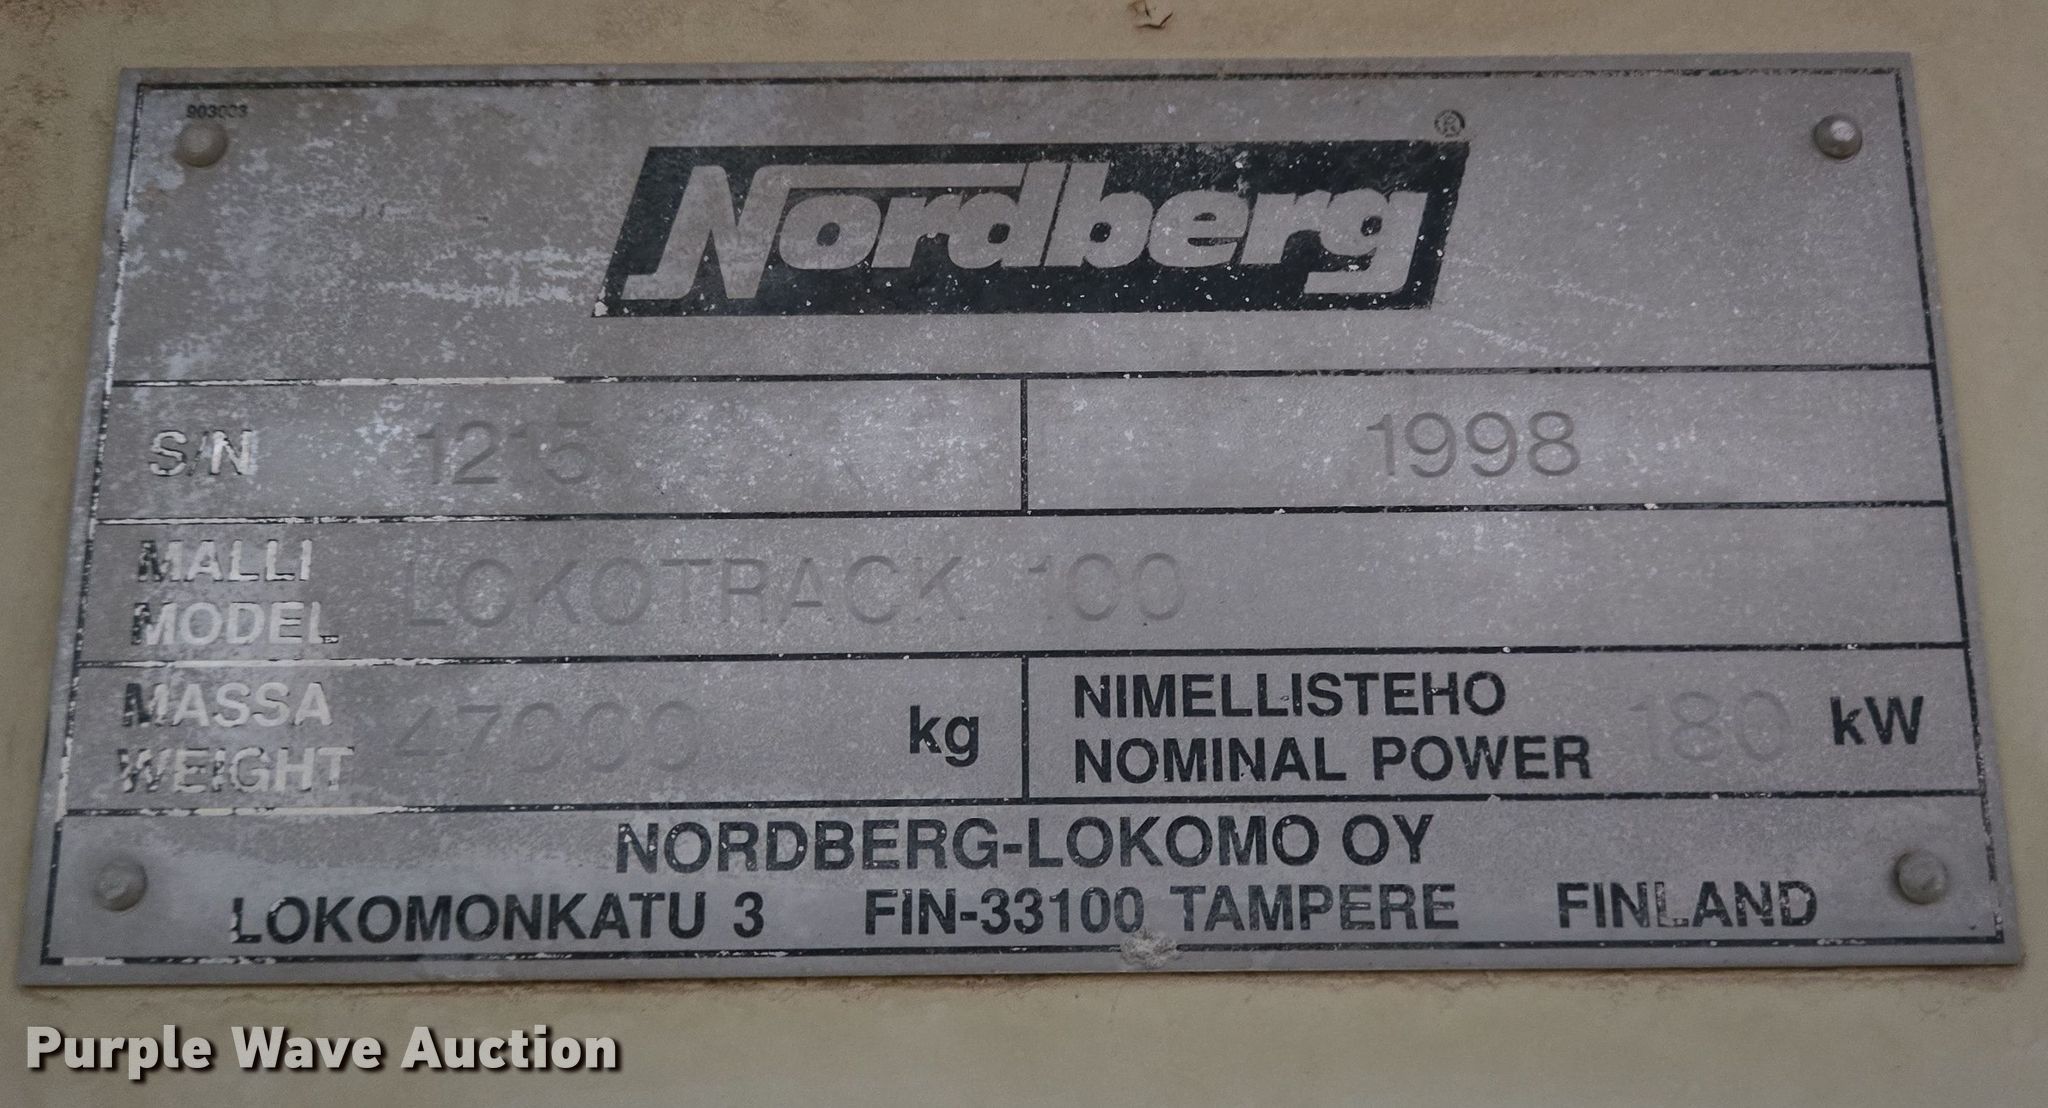 903033
Nordberg®
S/N 1215 1998
MALLI
MODEL LOKOTRACK 100
MASSA
WEIGHT 47000 kg
NIMELLISTEHO
NOMINAL POWER 180 kW
NORDBERG-LOKOMO OY
LOKOMONKATU 3 FIN-33100 TAMPERE FINLAND
Purple Wave Auction